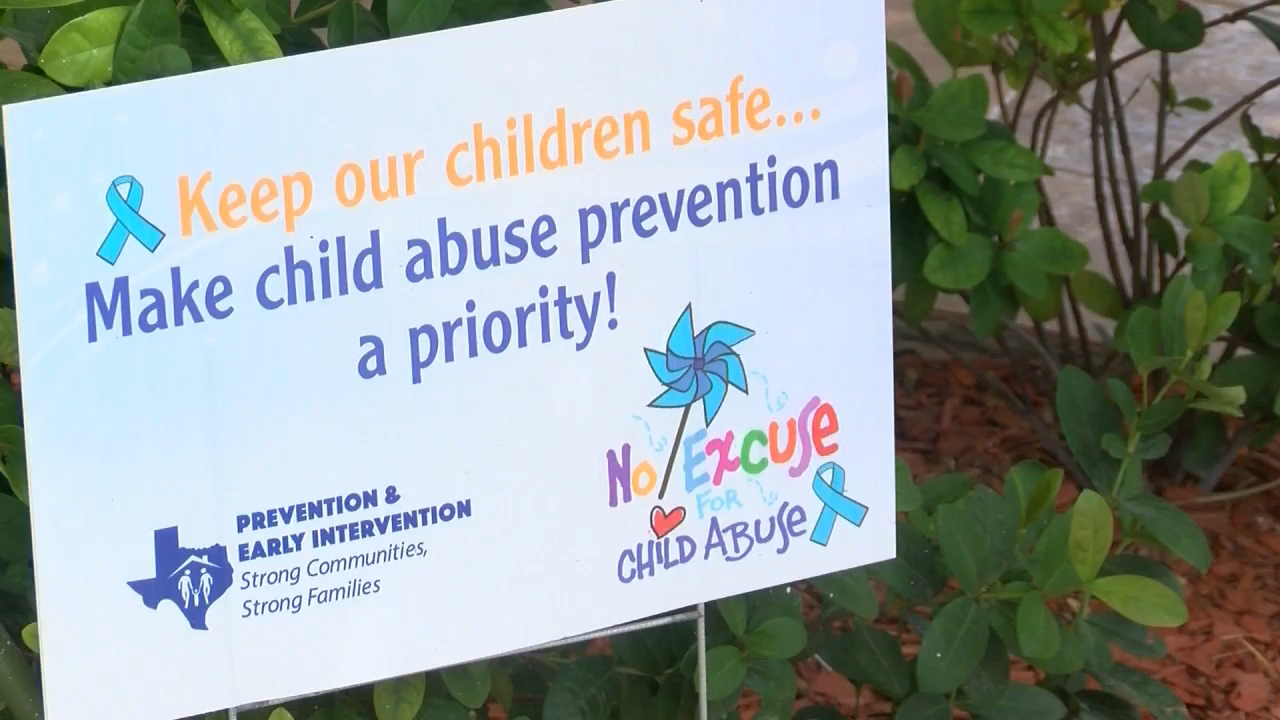 Keep our children safe...
Make child abuse prevention
a priority!
PREVENTION &
EARLY INTERVENTION
Strong Communities,
Strong Families
No Excuse
FOR
CHILD ABUSE